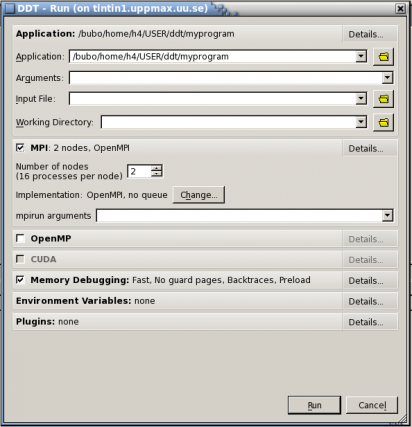 DDT - Run (on tintin1.uppmax.uu.se)
Application: /bubo/home/h4/USER/ddt/myprogram Details...
Application: /bubo/home/h4/USER/ddt/myprogram
Arguments:
Input File:
Working Directory:
MPI: 2 nodes, OpenMPI Details...
Number of nodes
(16 processes per node) 2
Implementation: OpenMPI, no queue Change...
mpirun arguments
OpenMP Details...
CUDA Details...
Memory Debugging: Fast, No guard pages, Backtraces, Preload Details...
Environment Variables: none Details...
Plugins: none Details...
Run Cancel